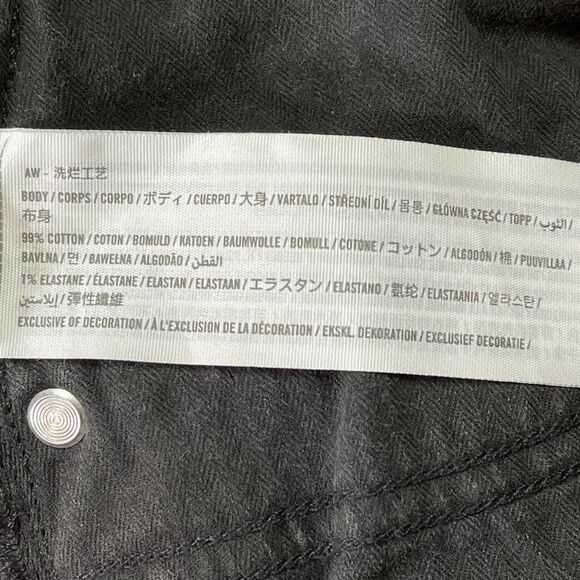 AW - 洗烂工艺
BODY / CORPS / CORPO / ボディ / CUERPO / 大身 / VARTALO / STŘEDNÍ DÍL / 몸통 / GŁÓWNA CZĘŚĆ / TOPP / الثوب /
布身
99% COTTON / COTON / BOMULD / KATOEN / BAUMWOLLE / BOMULL / COTONE / コットン / ALGODÓN / 棉 / PUUVILLAA /
BAVLNA / 면 / BAWEŁNA / ALGODÃO / القطن /
1% ELASTANE / ÉLASTANE / ELASTAN / ELASTAAN / エラスタン / ELASTANO / 氨纶 / ELASTAANIA / 엘라스탄 /
إيلاستين / 彈性纖維
EXCLUSIVE OF DECORATION / À L'EXCLUSION DE LA DÉCORATION / EKSKL. DEKORATION / EXCLUSIEF DECORATIE /